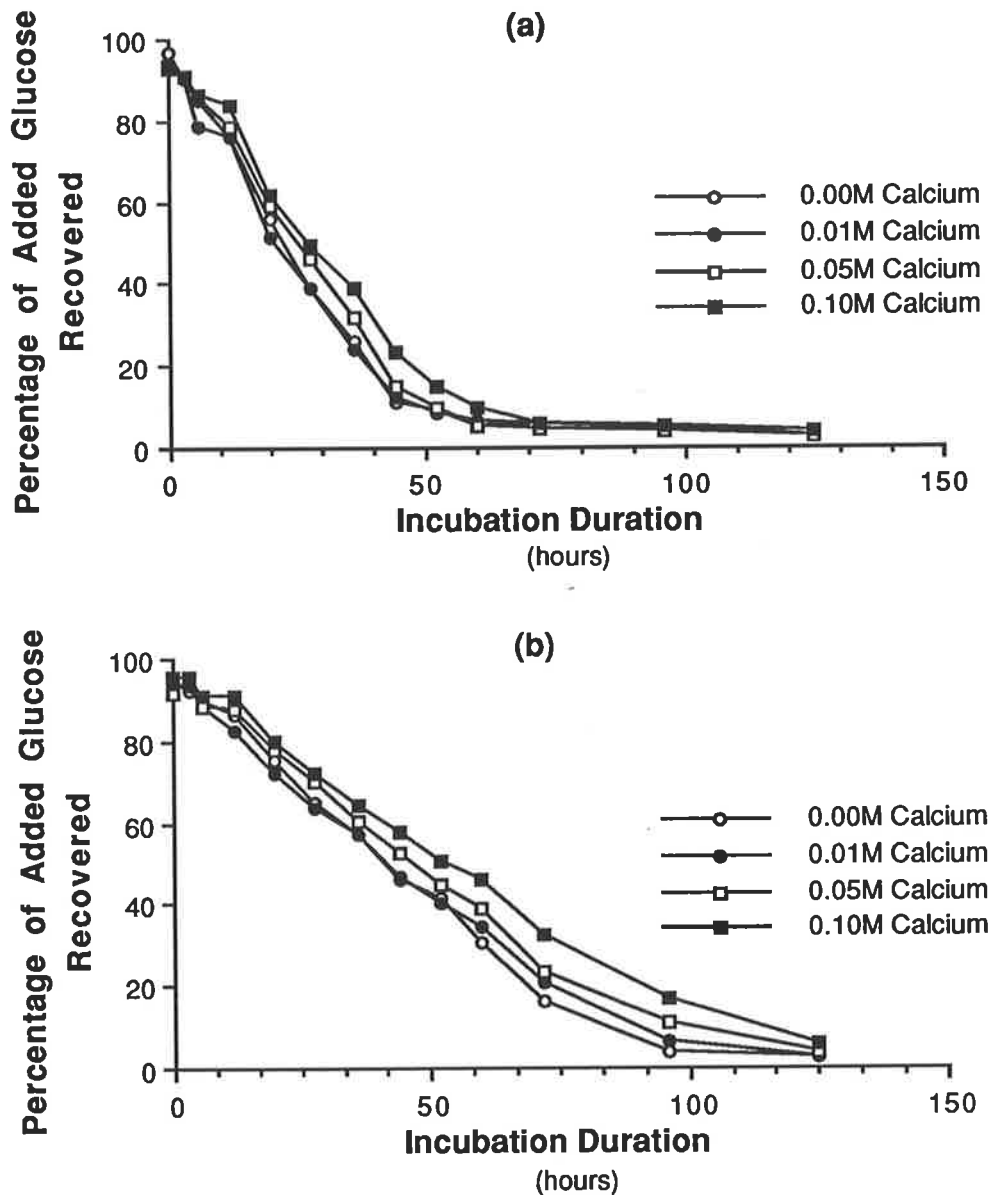 (a)
Percentage of Added Glucose
Recovered
100
80
60
40
20
0
0
50
100
150
Incubation Duration
(hours)
0.00M Calcium
0.01M Calcium
0.05M Calcium
0.10M Calcium
(b)
Percentage of Added Glucose
Recovered
100
80
60
40
20
0
0
50
100
150
Incubation Duration
(hours)
0.00M Calcium
0.01M Calcium
0.05M Calcium
0.10M Calcium